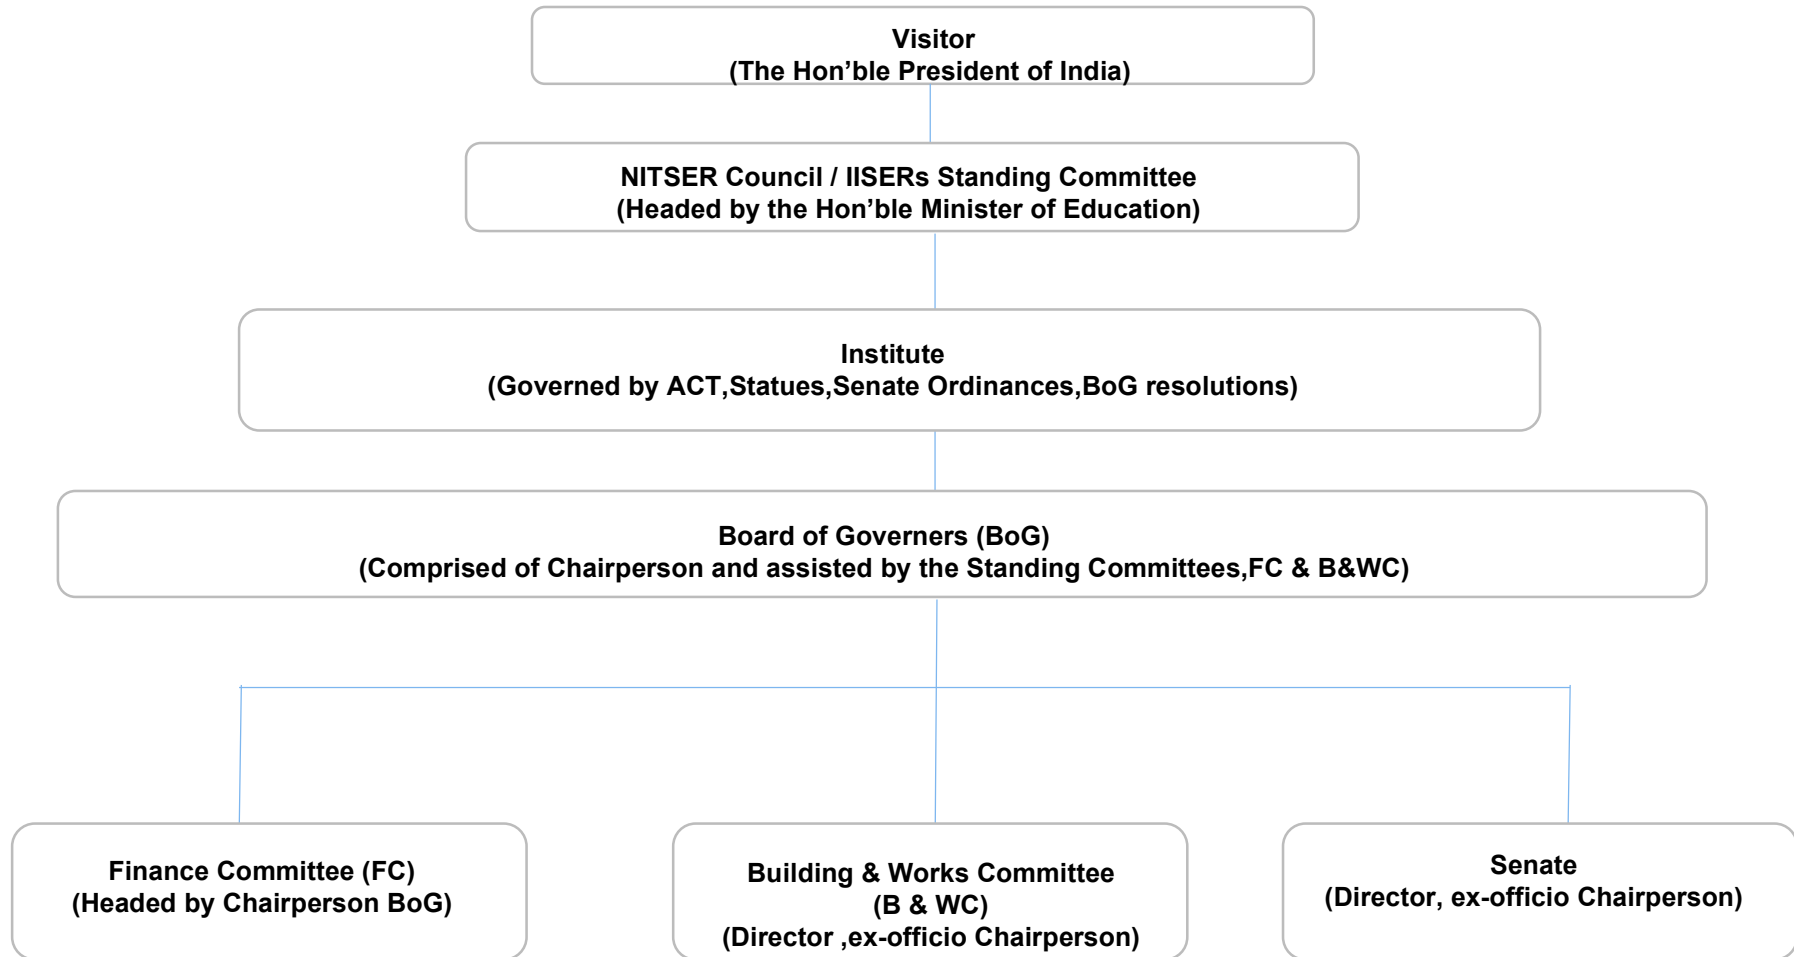 Visitor
(The Hon’ble President of India)
NITSER Council / IISERs Standing Committee
(Headed by the Hon’ble Minister of Education)
Institute
(Governed by ACT,Statues,Senate Ordinances,BoG resolutions)
Board of Governers (BoG)
(Comprised of Chairperson and assisted by the Standing Committees,FC & B&WC)
Finance Committee (FC)
(Headed by Chairperson BoG)
Building & Works Committee
(B & WC)
(Director ,ex-officio Chairperson)
Senate
(Director, ex-officio Chairperson)